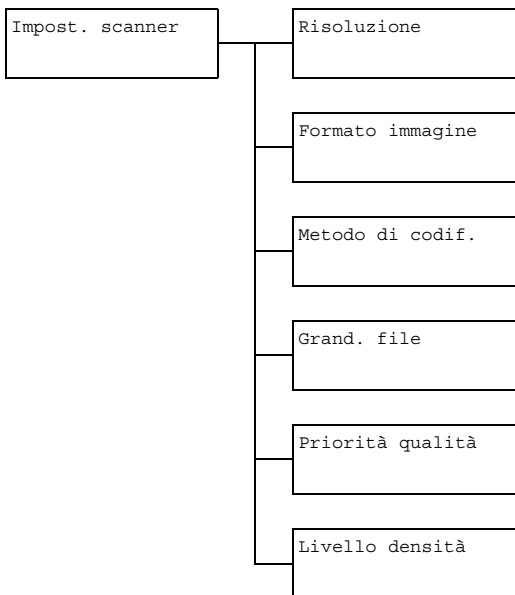 Impost. scanner
Risoluzione
Formato immagine
Metodo di codif.
Grand. file
Priorità qualità
Livello densità